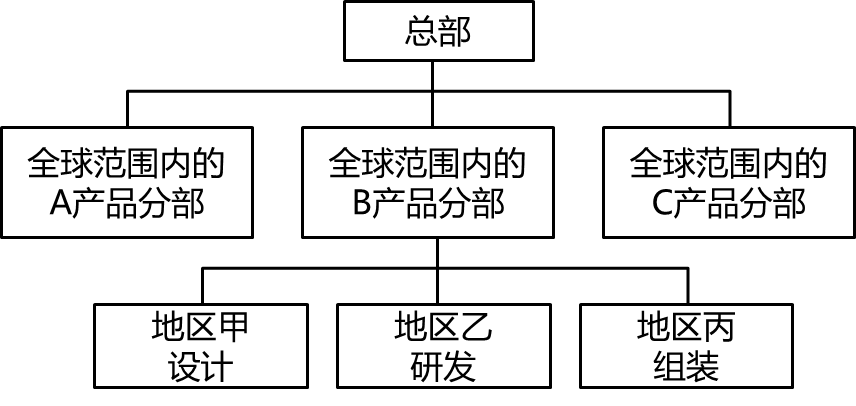 总部
全球范围内的
A产品分部
全球范围内的
B产品分部
全球范围内的
C产品分部
地区甲
设计
地区乙
研发
地区丙
组装